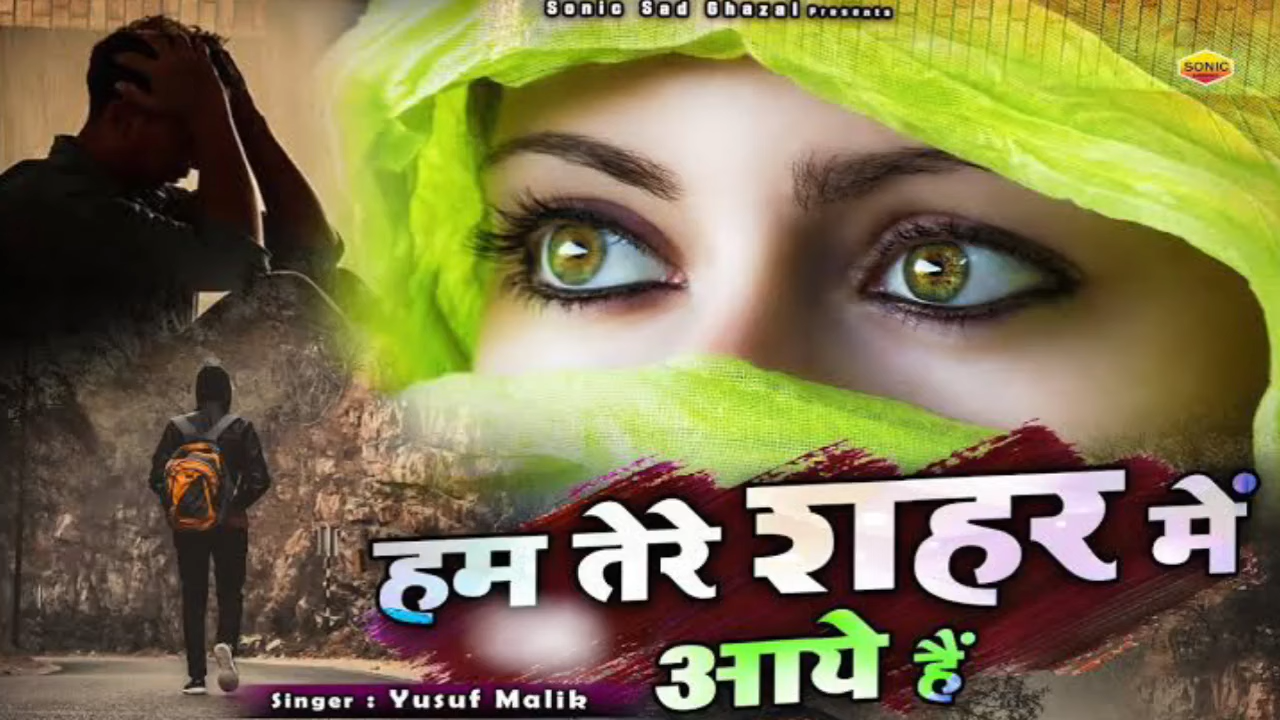 Sonic Sad Ghazal Presents
SONIC
हम तेरे शहर में
आये हैं
Singer : Yusuf Malik